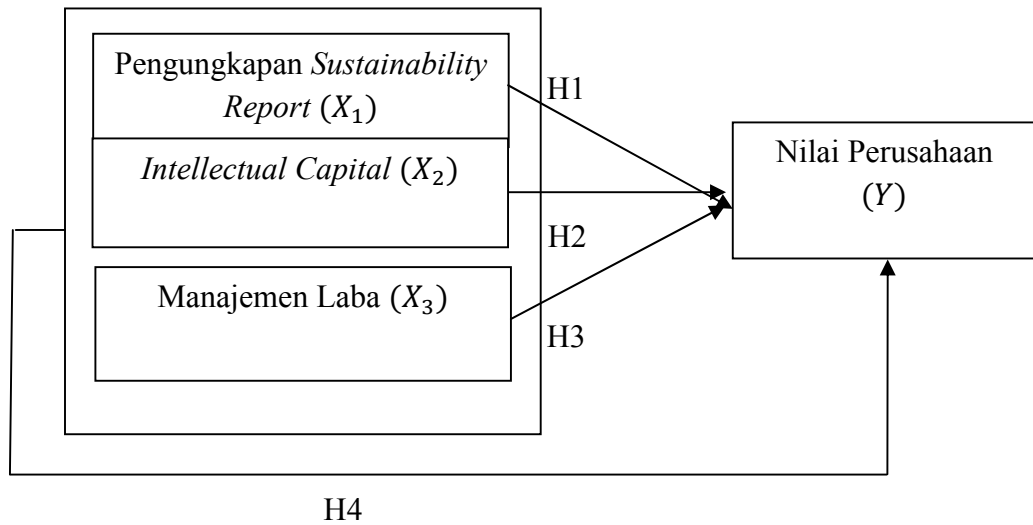 Pengungkapan Sustainability
Report (X₁)
Intellectual Capital (X₂)
Manajemen Laba (X₃)
H1
H2
H3
Nilai Perusahaan
(Y)
H4